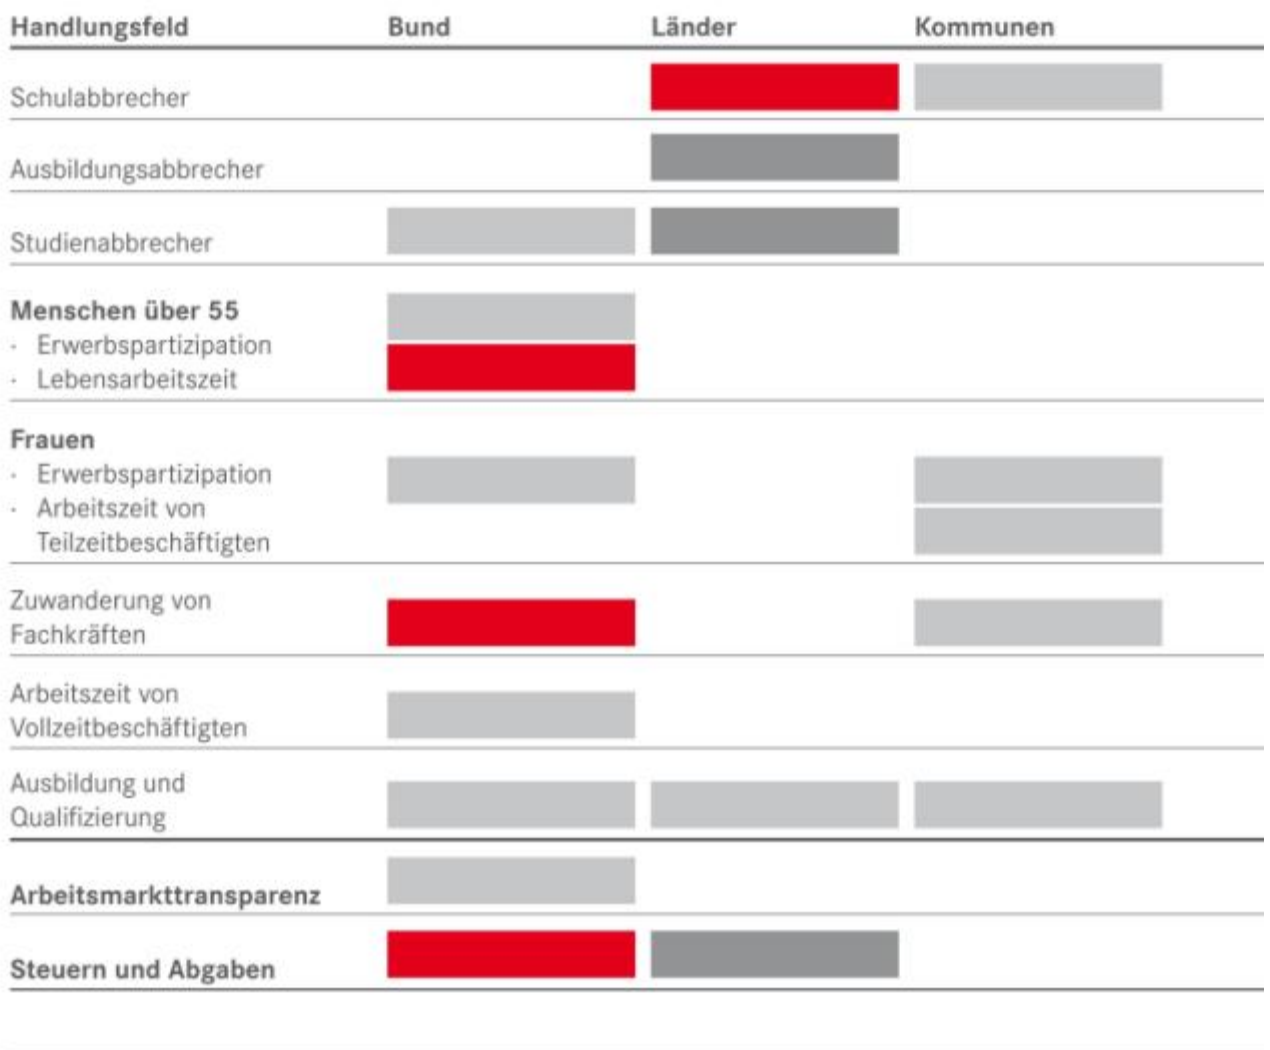 Handlungsfeld Bund Länder Kommunen
Schulabbrecher
Ausbildungsabbrecher
Studienabbrecher
Menschen über 55
· Erwerbspartizipation
· Lebensarbeitszeit
Frauen
· Erwerbspartizipation
· Arbeitszeit von
Teilzeitbeschäftigten
Zuwanderung von
Fachkräften
Arbeitszeit von
Vollzeitbeschäftigten
Ausbildung und
Qualifizierung
Arbeitsmarkttransparenz
Steuern und Abgaben